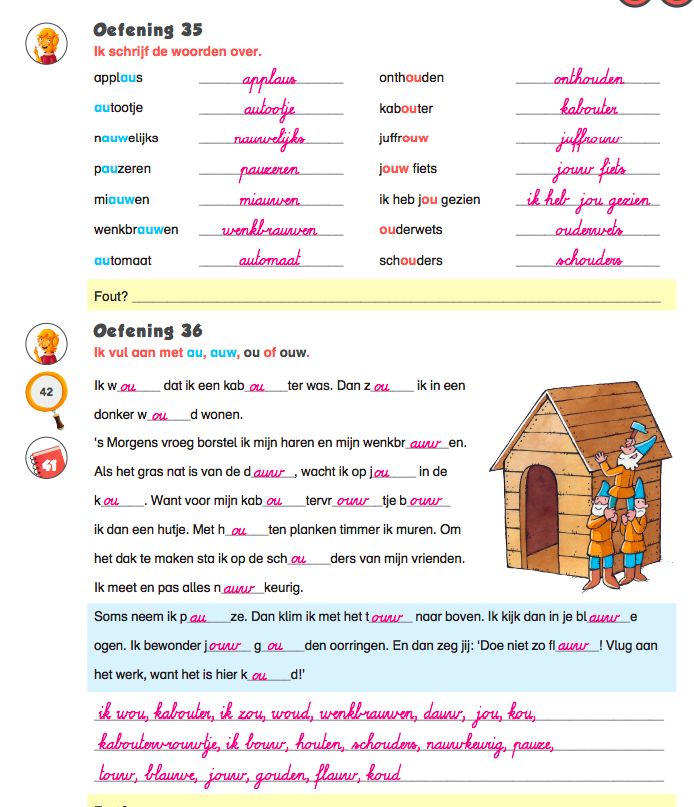 Oefening 35
Ik schrijf de woorden over.
applaus applaus onthouden onthouden
autootje autootje kabouter kabouter
nauwelijks nauwelijks juffrouw juffrouw
pauzeren pauzeren jouw fiets jouw fiets
miauwen miauwen ik heb jou gezien ik heb jou gezien
wenkbrauwen wenkbrauwen ouderwets ouderwets
automaat automaat schouders schouders
Fout?
Oefening 36
Ik vul aan met au, auw, ou of ouw.
42
41
Ik wou dat ik een kabouter was. Dan zou ik in een
donker woud wonen.
's Morgens vroeg borstel ik mijn haren en mijn wenkbrauwen.
Als het gras nat is van de dauw, wacht ik op jou in de
kou. Want voor mijn kaboutervrouwtje bouw
ik dan een hutje. Met houten planken timmer ik muren. Om
het dak te maken sta ik op de schouders van mijn vrienden.
Ik meet en pas alles nauwkeurig.
Soms neem ik pauze. Dan klim ik met het touw naar boven. Ik kijk dan in je blauwe
ogen. Ik bewonder jouw gouden oorringen. En dan zeg jij: 'Doe niet zo flauw! Vlug aan
het werk, want het is hier koud!'
ik wou, kabouter, ik zou, woud, wenkbrauwen, dauw, jou, kou,
kaboutervrouwtje, ik bouw, houten, schouders, nauwkeurig, pauze,
touw, blauwe, jouw, gouden, flauw, koud